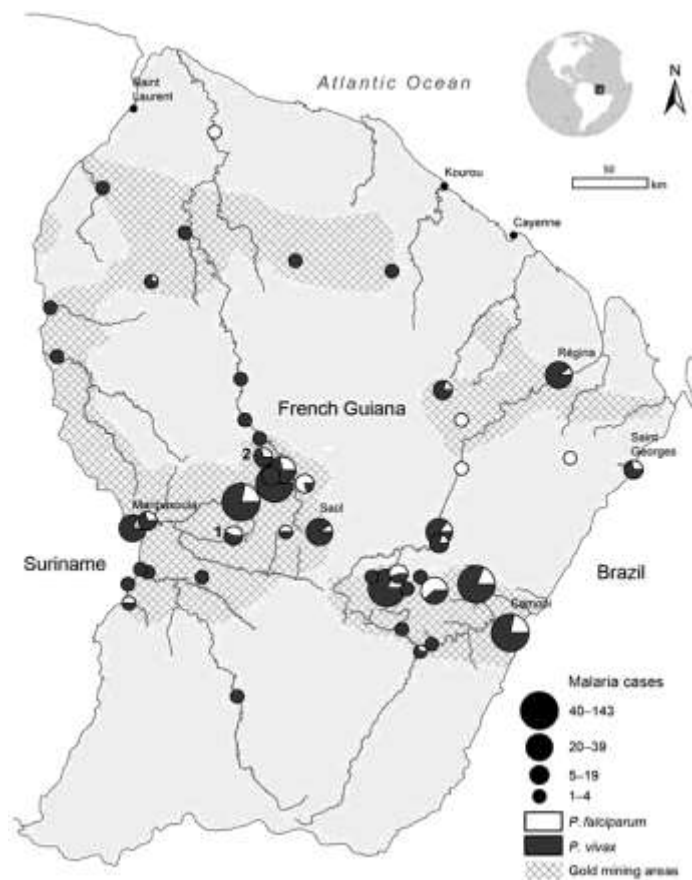 Saint
Laurent
Atlantic Ocean
N
50
km
Kourou
Cayenne
Régina
French Guiana
Saint
Georges
2
Saül
Maripasoula
1
Suriname
Brazil
Camopi
Malaria cases
40–143
20–39
5–19
1–4
P. falciparum
P. vivax
Gold mining areas